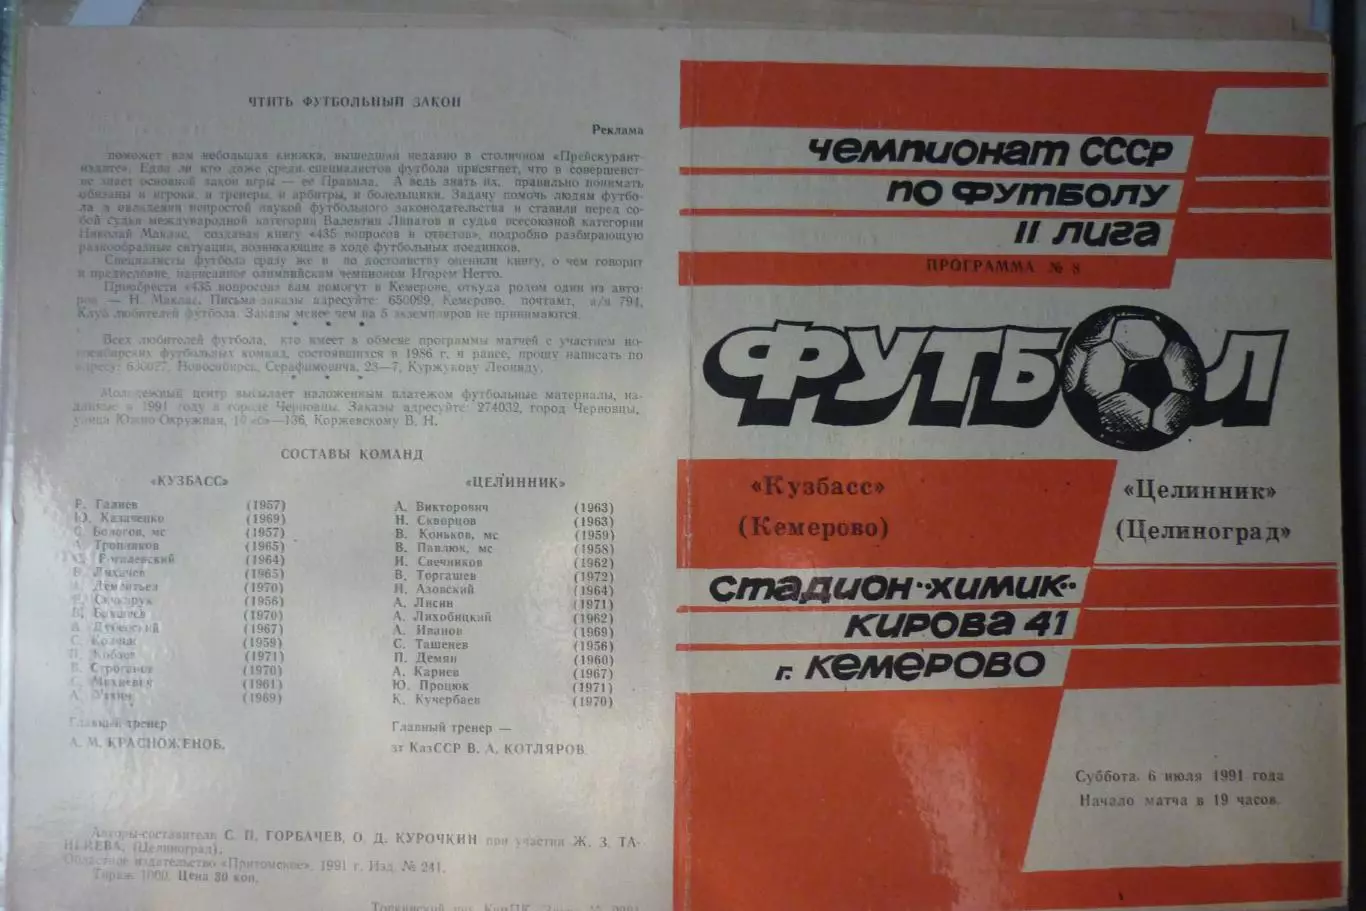 ЧТИТЬ ФУТБОЛЬНЫЙ ЗАКОН
Реклама
поможет вам небольшая книжка, вышедшая недавно в столичном «Прейскурант-
издате». Едва ли кто даже среди специалистов футбола присягнет, что в совершенст-
ве знает основной закон игры — ее Правила. А ведь знать их, правильно понимать
обязаны и игроки, и тренеры, и арбитры, и болельщики. Задачу помочь людям футбо-
ла в овладении непростой наукой футбольного законодательства и ставили перед со-
бой судья международной категории Валентин Липатов и судья всесоюзной категории
Николай Маклас, создавая книгу «435 вопросов и ответов», подробно разбирающую
разнообразные ситуации, возникающие в ходе футбольных поединков.
Специалисты футбола сразу же и по достоинству оценили книгу, о чем говорит
и предисловие, написанное олимпийским чемпионом Игорем Нетто.
Приобрести «435 вопросов» вам помогут в Кемерове, откуда родом один из авто-
ров — Н. Маклас. Письма-заказы адресуйте: 650099, Кемерово, почтамт, а/я 794,
Клуб любителей футбола. Заказы менее чем на 5 экземпляров не принимаются.
* * *
Всех любителей футбола, кто имеет в обмене программы матчей с участием но-
восибирских футбольных команд, состоявшихся в 1986 г. и ранее, прошу написать по
адресу: 630077, Новосибирск, Серафимовича, 23—7, Куржукову Леониду.
* * *
Молодежный центр высылает наложенным платежом футбольные материалы, из-
данные в 1991 году в городе Черновцы. Заказы адресуйте: 274032, город Черновцы,
улица Южно-Окружная, Коржевскому В. Н.
СОСТАВЫ КОМАНД
«КУЗБАСС» «ЦЕЛИННИК»
Р. Галиев (1957) А. Викторович (1963)
Ю. Казаченко (1969) Н. Скворцов (1963)
С. Бологов, мс (1957) В. Коньков, мс (1959)
(1965) В. Павлюк, мс (1958)
(1964) И. Свечников (1962)
В. Лихачев (1965) В. Торгашев (1972)
Дементьев (1970) И. Азовский (1964)
(1956) А. Лисин (1971)
(1970) А. Лихобицкий (1962)
(1967) А. Иванов (1969)
С. (1959) С. Ташенев (1956)
(1971) П. Демян (1960)
В. (1970) А. Кариев (1967)
С. (1961) Ю. Процюк (1971)
(1969) К. Кучербаев (1970)
Главный тренер Главный тренер —
А. М. КРАСНОЖЕНОВ. зт КазССР В. А. КОТЛЯРОВ.
Авторы-составители С. П. ГОРБАЧЕВ, О. Д. КУРОЧКИН при участии Ж. З. ТА-
НЕЕВА, (Целиноград).
Областное издательство «Притомское», 1991 г. Изд. № 241.
Тираж 1000. Цена 30 коп.
ЧЕМПИОНАТ СССР
ПО ФУТБОЛУ
II ЛИГА
ПРОГРАММА № 8
ФУТБОЛ
«Кузбасс»
(Кемерово)
«Целинник»
(Целиноград»
СТАДИОН "ХИМИК"
КИРОВА 41
Г. КЕМЕРОВО
Суббота, 6 июля 1991 года
Начало матча в 19 часов.